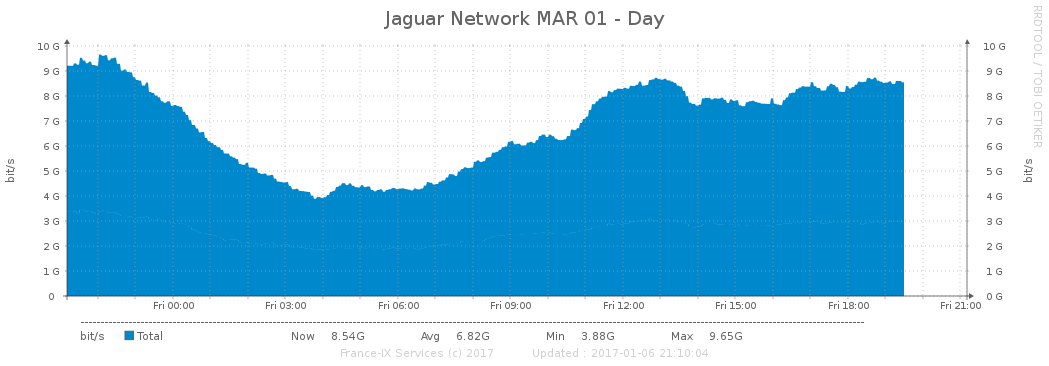 Jaguar Network MAR 01 - Day
RRDTOOL / TOBI OETIKER
10 G 10 G
9 G 9 G
8 G 8 G
7 G 7 G
6 G 6 G
5 G 5 G
4 G 4 G
3 G 3 G
2 G 2 G
1 G 1 G
0 0 G
bit/s
bit/s
Fri 00:00 Fri 03:00 Fri 06:00 Fri 09:00 Fri 12:00 Fri 15:00 Fri 18:00 Fri 21:00
bit/s Total Now 8.54G Avg 6.82G Min 3.88G Max 9.65G
France-IX Services (c) 2017 Updated : 2017-01-06 21:10:04